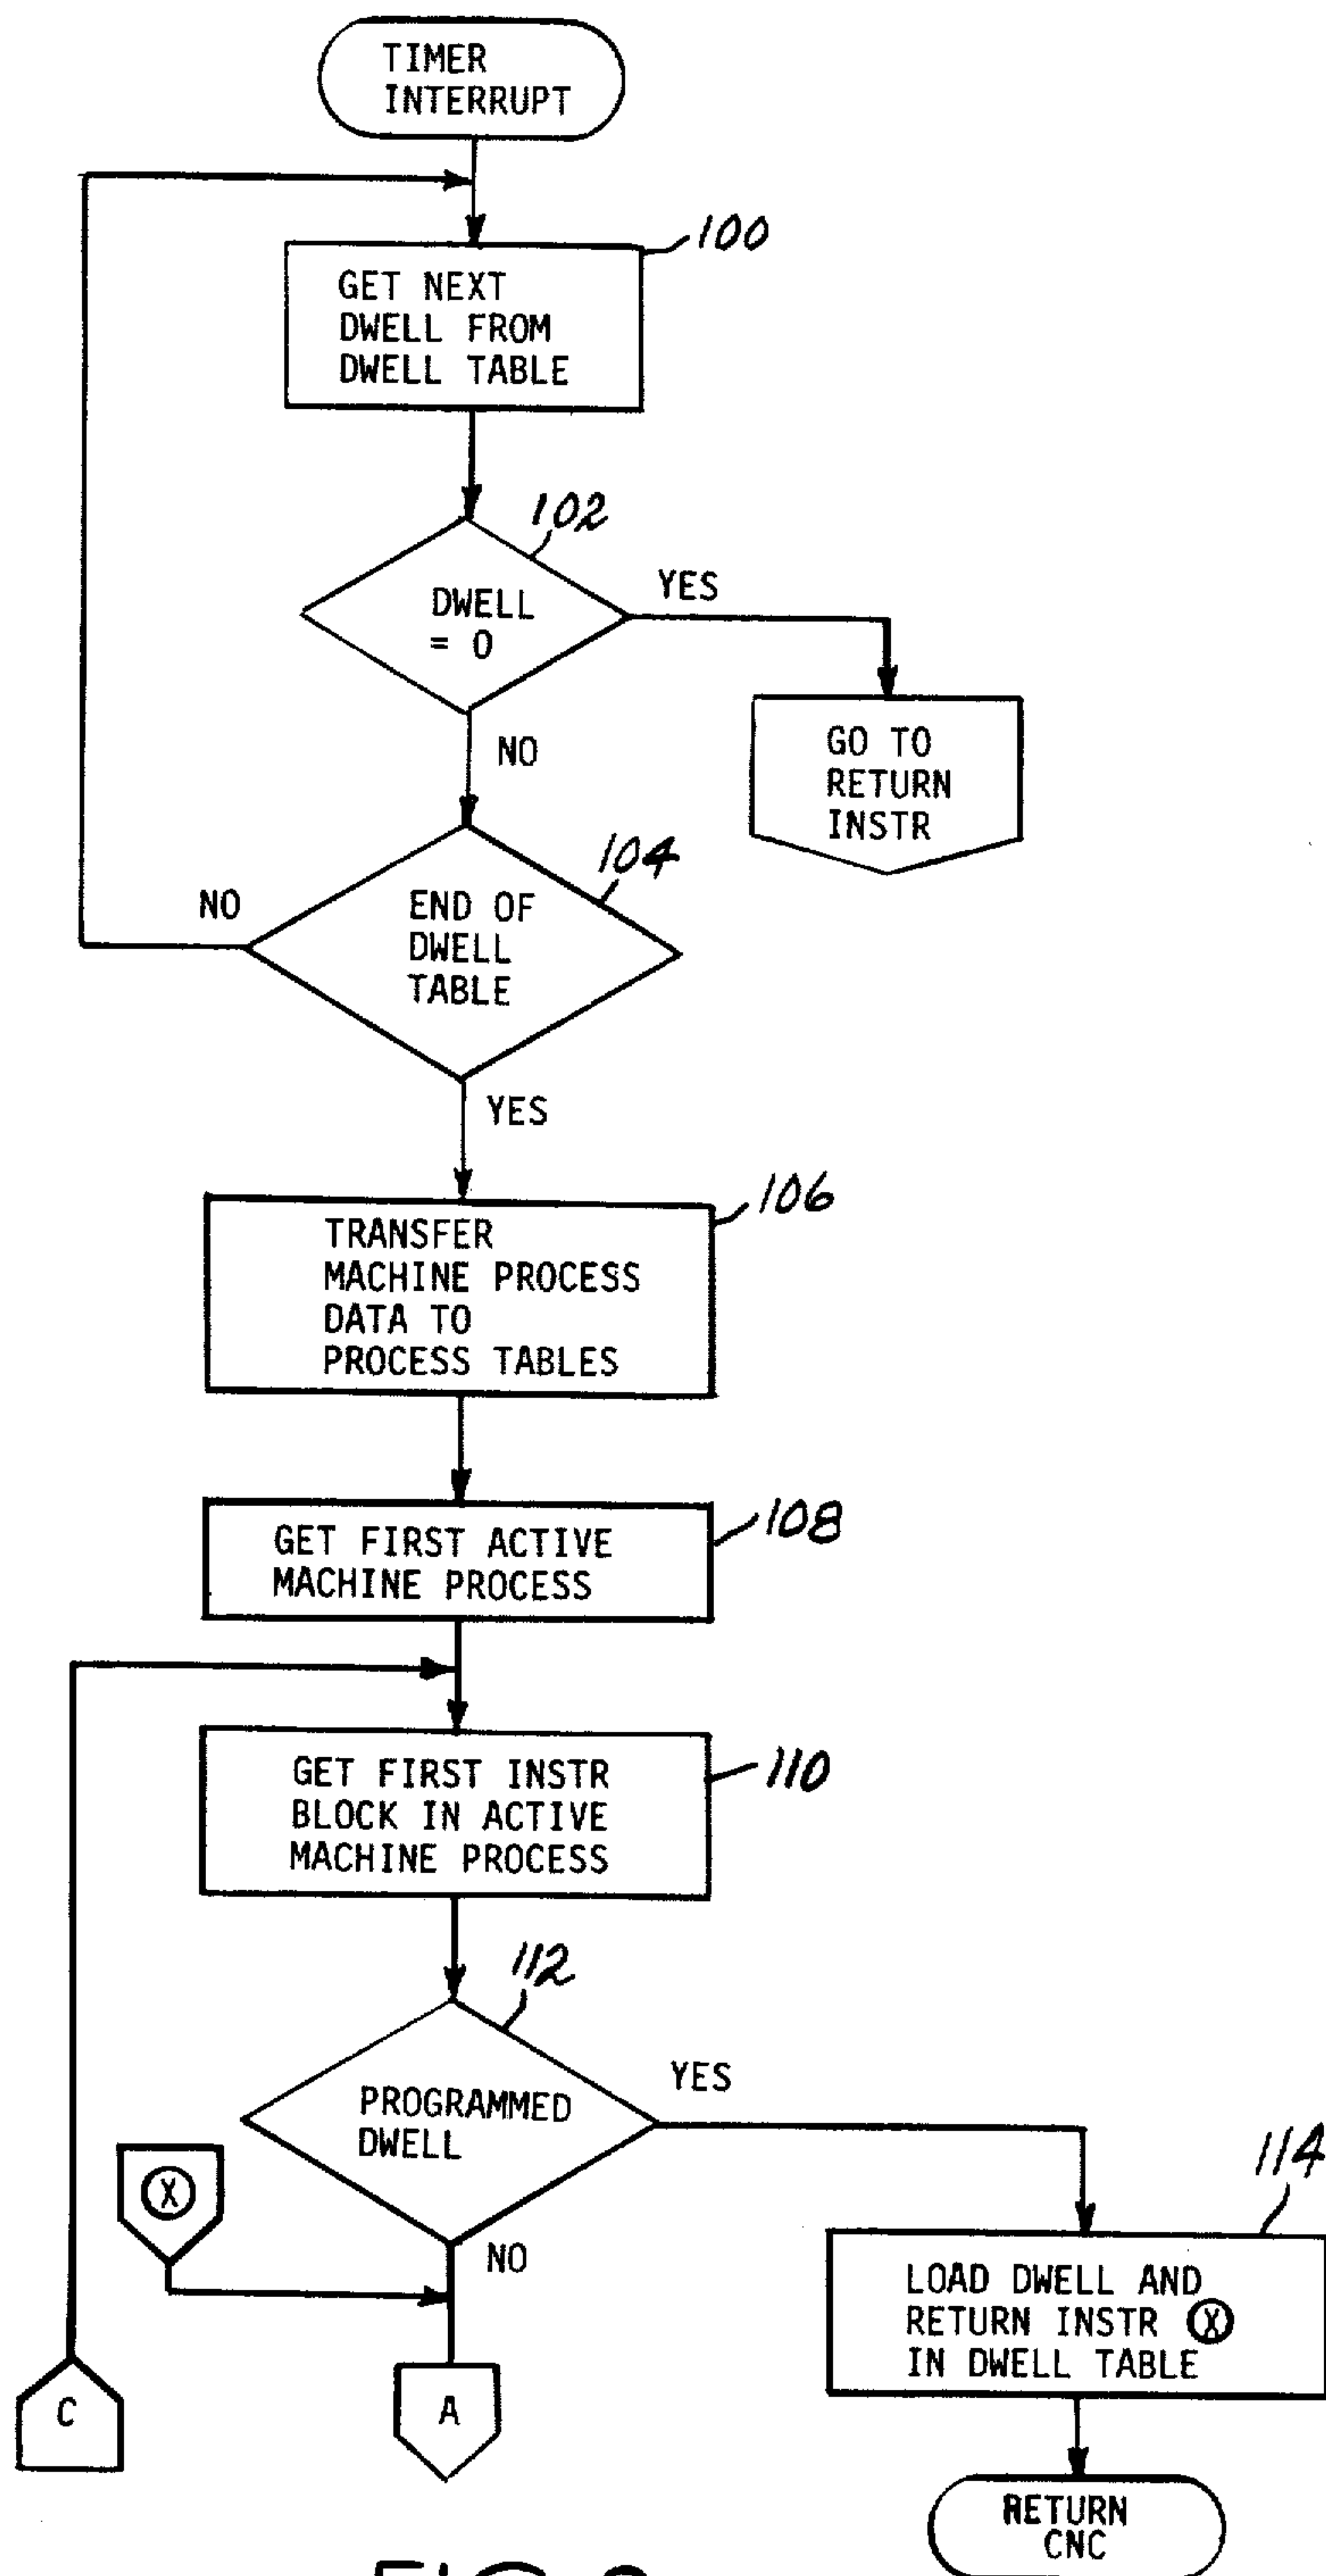 TIMER
INTERRUPT
100
GET NEXT
DWELL FROM
DWELL TABLE
102
DWELL
= 0
YES
NO
GO TO
RETURN
INSTR
104
NO
END OF
DWELL
TABLE
YES
106
TRANSFER
MACHINE PROCESS
DATA TO
PROCESS TABLES
108
GET FIRST ACTIVE
MACHINE PROCESS
110
GET FIRST INSTR
BLOCK IN ACTIVE
MACHINE PROCESS
112
PROGRAMMED
DWELL
YES
X
NO
114
LOAD DWELL AND
RETURN INSTR Ⓧ
IN DWELL TABLE
C
A
RETURN
CNC